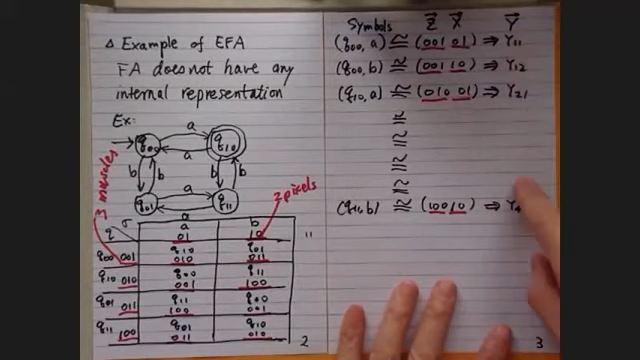 △ Example of EFA
FA does not have any
internal representation
Ex:
q00 a q10
a
b b b b
q01 a q11
a
3 muscles
2 pixels
σ a b
q 01 10
q00 001 q10 010 q01 011
q10 010 q00 001 q11 100
q01 011 q11 100 q00 001
q11 100 q01 011 q10 010
2
Symbols Z X Y
(q00, a) ≅ (001 01) ⇒ Y11
(q00, b) ≅ (001 10) ⇒ Y12
(q10, a) ≅ (010 01) ⇒ Y21
≅
≅
≅
≅
(q11, b) ≅ (100 10) ⇒ Y
3